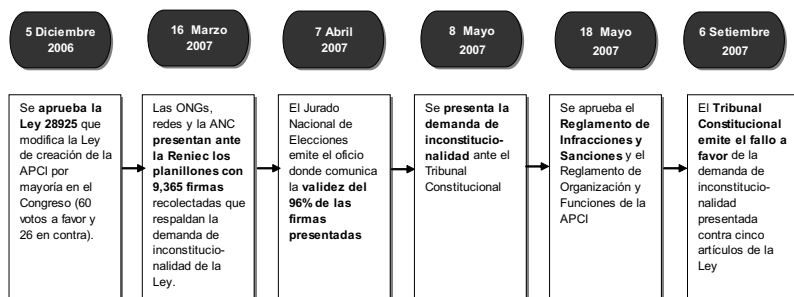 5 Diciembre
2006
16 Marzo
2007
7 Abril
2007
8 Mayo
2007
18 Mayo
2007
6 Setiembre
2007
Se aprueba la
Ley 28925 que
modifica la Ley
de creación de la
APCI por
mayoría en el
Congreso (60
votos a favor y
26 en contra).
Las ONGs,
redes y la ANC
presentan ante
la Reniec los
planillones con
9,365 firmas
recolectadas que
respaldan la
demanda de
inconstitucio-
nalidad de la
Ley.
El Jurado
Nacional de
Elecciones
emite el oficio
donde comunica
la validez del
96% de las
firmas
presentadas
Se presenta la
demanda de
inconstitucio-
nalidad ante el
Tribunal
Constitucional
Se aprueba el
Reglamento de
Infracciones y
Sanciones y el
Reglamento de
Organización y
Funciones de la
APCI
El Tribunal
Constitucional
emite el fallo a
favor de la
demanda de
inconstitucio-
nalidad
presentada
contra cinco
artículos de la
Ley